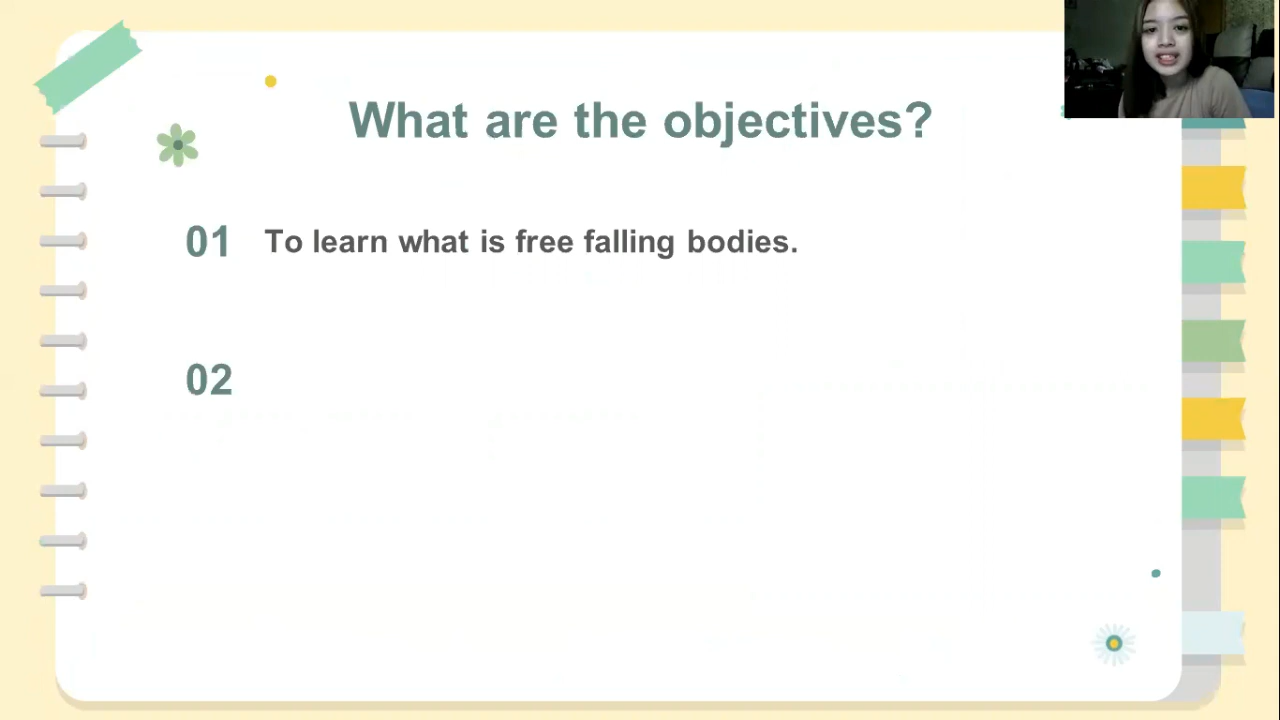 What are the objectives?
01 To learn what is free falling bodies.
02